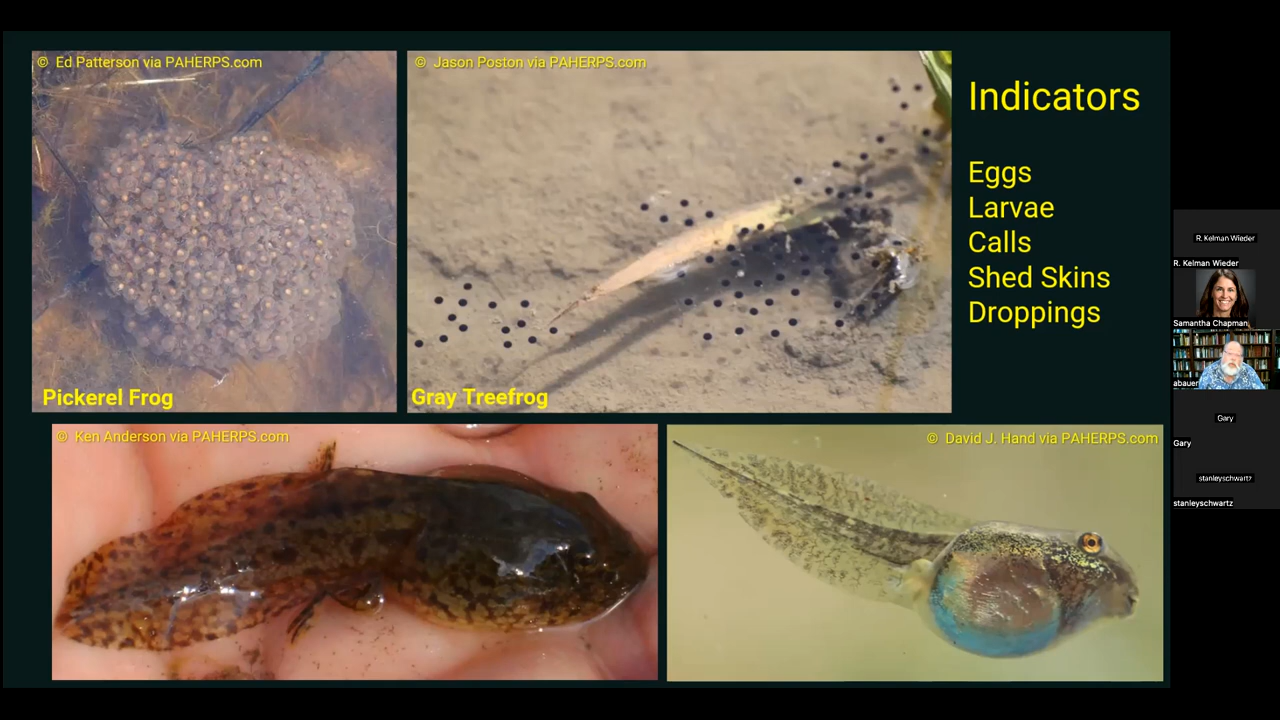 © Ed Patterson via PAHERPS.com
Pickerel Frog
© Jason Poston via PAHERPS.com
Gray Treefrog
Indicators
Eggs
Larvae
Calls
Shed Skins
Droppings
© Ken Anderson via PAHERPS.com
© David J. Hand via PAHERPS.com
R. Kelman Wieder
R. Kelman Wieder
Samantha Chapman
abauer
Gary
Gary
stanleyschwartz
stanleyschwartz